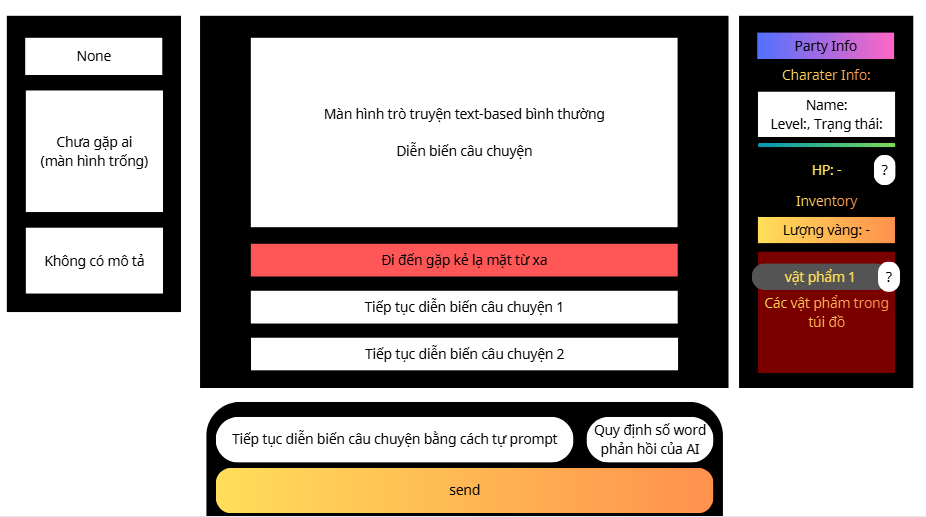 None
Chưa gặp ai
(màn hình trống)
Không có mô tả
Màn hình trò truyện text-based bình thường
Diễn biến câu chuyện
Đi đến gặp kẻ lạ mặt từ xa
Tiếp tục diễn biến câu chuyện 1
Tiếp tục diễn biến câu chuyện 2
Party Info
Charater Info:
Name:
Level:, Trạng thái:
HP: -
?
Inventory
Lượng vàng: -
vật phẩm 1
?
Các vật phẩm trong
túi đồ
Tiếp tục diễn biến câu chuyện bằng cách tự prompt
Quy định số word
phản hồi của AI
send